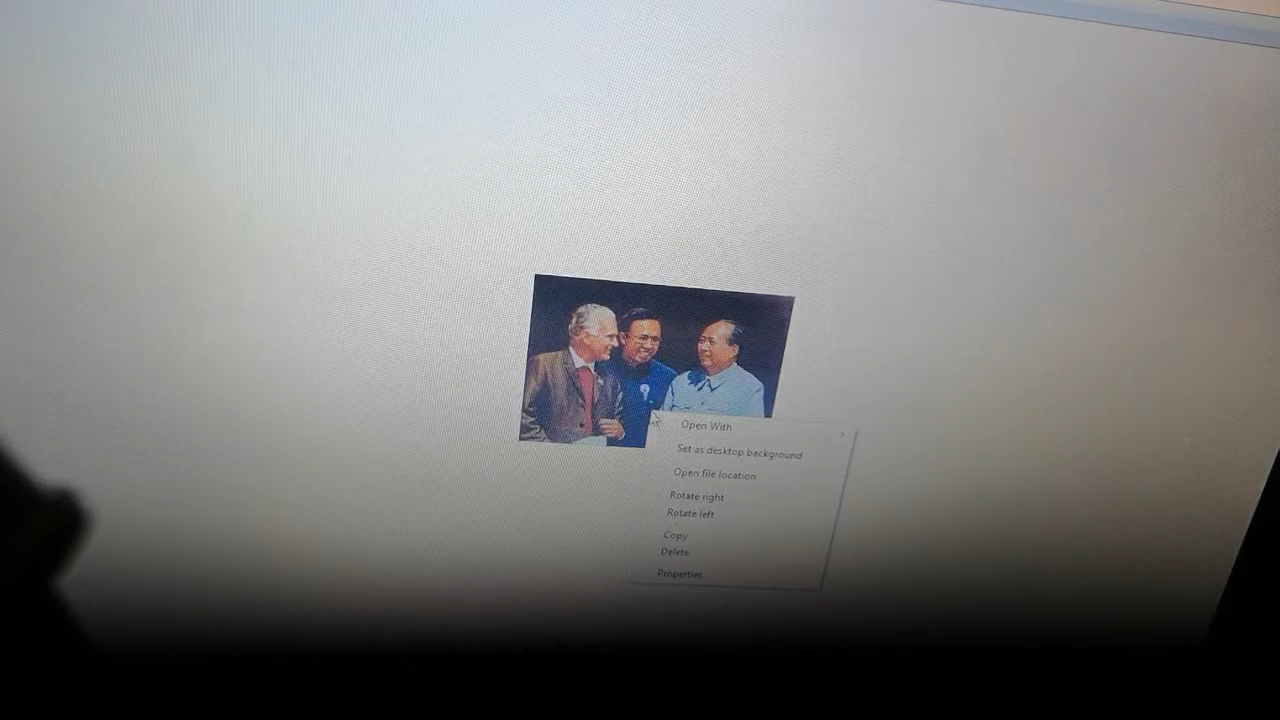 Open With
Set as desktop background
Open file location
Rotate right
Rotate left
Copy
Delete
Properties